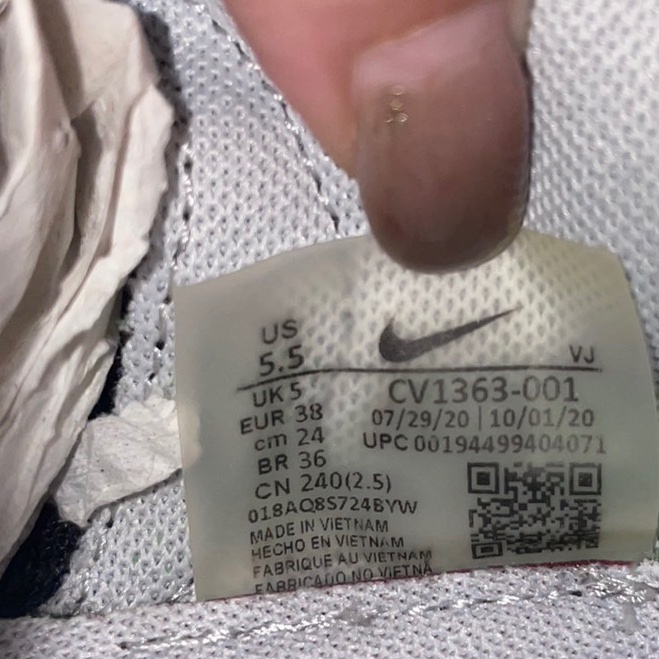 US
5.5
VJ
UK 5
EUR 38
cm 24
BR 36
CN 240(2.5)
018AQ8S724BYW
MADE IN VIETNAM
HECHO EN VIETNAM
FABRIQUE AU VIETNAM
FABRICADO NO VIETNA
CV1363-001
07/29/20 | 10/01/20
UPC 00194499404071